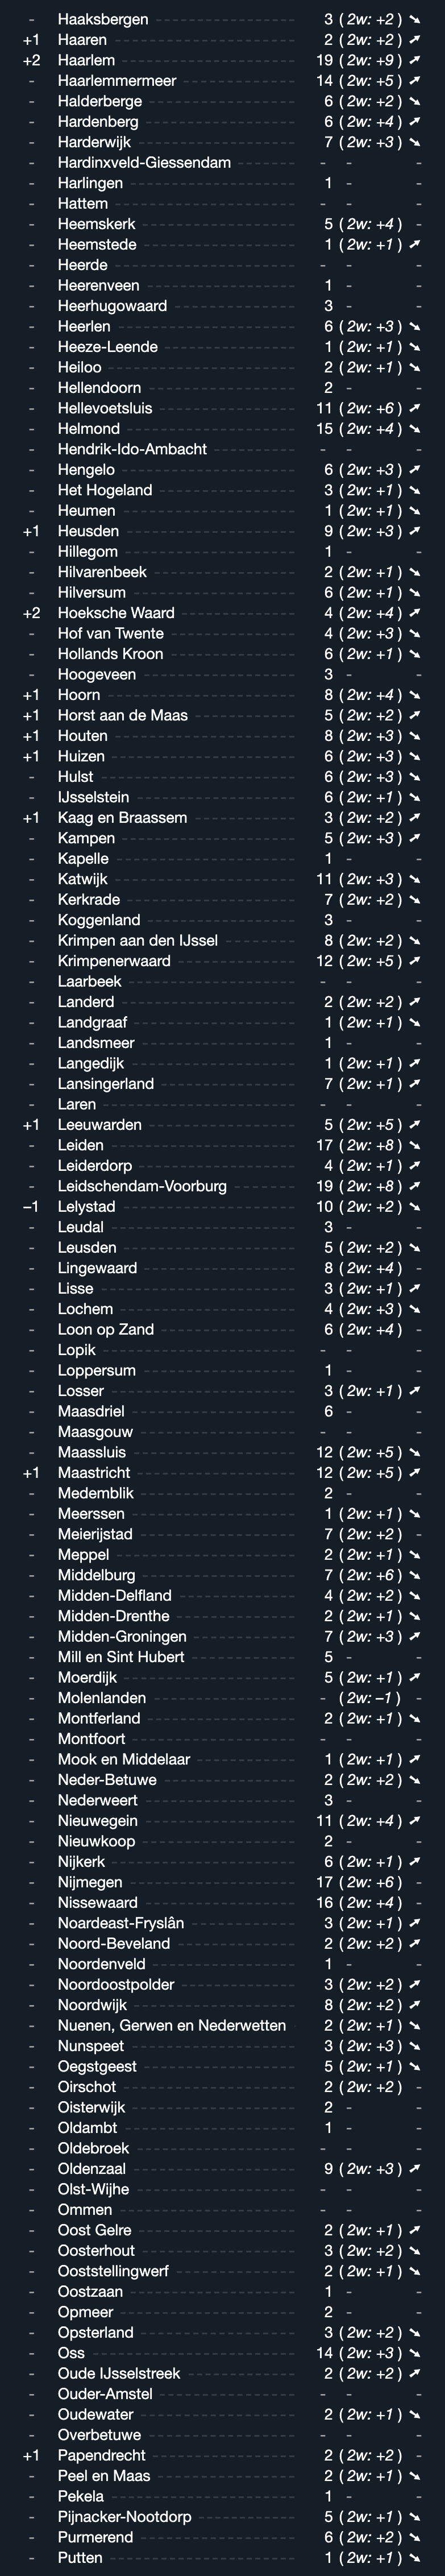 - Haaksbergen 3 (2w: +2) ➘
+1 Haaren 2 (2w: +2) ➚
+2 Haarlem 19 (2w: +9) ➚
- Haarlemmermeer 14 (2w: +5) ➚
- Halderberge 6 (2w: +2) ➘
- Hardenberg 6 (2w: +4) ➚
- Harderwijk 7 (2w: +3) ➘
- Hardinxveld-Giessendam - - -
- Harlingen 1 - -
- Hattem - - -
- Heemskerk 5 (2w: +4) -
- Heemstede 1 (2w: +1) ➚
- Heerde - - -
- Heerenveen 1 - -
- Heerhugowaard 3 - -
- Heerlen 6 (2w: +3) ➘
- Heeze-Leende 1 (2w: +1) ➘
- Heiloo 2 (2w: +1) ➘
- Hellendoorn 2 - -
- Hellevoetsluis 11 (2w: +6) ➚
- Helmond 15 (2w: +4) ➘
- Hendrik-Ido-Ambacht - - -
- Hengelo 6 (2w: +3) ➚
- Het Hogeland 3 (2w: +1) ➘
- Heumen 1 (2w: +1) ➘
+1 Heusden 9 (2w: +3) ➚
- Hillegom 1 - -
- Hilvarenbeek 2 (2w: +1) ➘
- Hilversum 6 (2w: +1) ➘
+2 Hoeksche Waard 4 (2w: +4) ➚
- Hof van Twente 4 (2w: +3) ➘
- Hollands Kroon 6 (2w: +1) ➘
- Hoogeveen 3 - -
+1 Hoorn 8 (2w: +4) ➘
+1 Horst aan de Maas 5 (2w: +2) ➚
+1 Houten 8 (2w: +3) ➘
+1 Huizen 6 (2w: +3) ➘
- Hulst 6 (2w: +3) ➘
- IJsselstein 6 (2w: +1) ➘
+1 Kaag en Braassem 3 (2w: +2) ➚
- Kampen 5 (2w: +3) ➚
- Kapelle 1 - -
- Katwijk 11 (2w: +3) ➘
- Kerkrade 7 (2w: +2) ➘
- Koggenland 3 - -
- Krimpen aan den IJssel 8 (2w: +2) ➘
- Krimpenerwaard 12 (2w: +5) ➚
- Laarbeek - - -
- Landerd 2 (2w: +2) ➚
- Landgraaf 1 (2w: +1) ➘
- Landsmeer 1 - -
- Langedijk 1 (2w: +1) ➚
- Lansingerland 7 (2w: +1) ➚
- Laren - - -
+1 Leeuwarden 5 (2w: +5) ➚
- Leiden 17 (2w: +8) ➘
- Leiderdorp 4 (2w: +1) ➚
- Leidschendam-Voorburg 19 (2w: +8) ➚
−1 Lelystad 10 (2w: +2) ➘
- Leudal 3 - -
- Leusden 5 (2w: +2) ➘
- Lingewaard 8 (2w: +4) -
- Lisse 3 (2w: +1) ➚
- Lochem 4 (2w: +3) ➘
- Loon op Zand 6 (2w: +4) -
- Lopik - - -
- Loppersum 1 - -
- Losser 3 (2w: +1) ➚
- Maasdriel 6 - -
- Maasgouw - - -
- Maassluis 12 (2w: +5) ➘
+1 Maastricht 12 (2w: +5) ➚
- Medemblik 2 - -
- Meerssen 1 (2w: +1) ➘
- Meierijstad 7 (2w: +2) -
- Meppel 2 (2w: +1) ➘
- Middelburg 7 (2w: +6) ➘
- Midden-Delfland 4 (2w: +2) ➘
- Midden-Drenthe 2 (2w: +1) ➘
- Midden-Groningen 7 (2w: +3) ➚
- Mill en Sint Hubert 5 - -
- Moerdijk 5 (2w: +1) ➚
- Molenlanden - (2w: −1) -
- Montferland 2 (2w: +1) ➘
- Montfoort - - -
- Mook en Middelaar 1 (2w: +1) ➚
- Neder-Betuwe 2 (2w: +2) ➘
- Nederweert 3 - -
- Nieuwegein 11 (2w: +4) ➚
- Nieuwkoop 2 - -
- Nijkerk 6 (2w: +1) ➚
- Nijmegen 17 (2w: +6) -
- Nissewaard 16 (2w: +4) -
- Noardeast-Fryslân 3 (2w: +1) ➚
- Noord-Beveland 2 (2w: +2) ➚
- Noordenveld 1 - -
- Noordoostpolder 3 (2w: +2) ➚
- Noordwijk 8 (2w: +2) ➚
- Nuenen, Gerwen en Nederwetten 2 (2w: +1) ➘
- Nunspeet 3 (2w: +3) ➘
- Oegstgeest 5 (2w: +1) ➘
- Oirschot 2 (2w: +2) -
- Oisterwijk 2 - -
- Oldambt 1 - -
- Oldebroek - - -
- Oldenzaal 9 (2w: +3) ➚
- Olst-Wijhe - - -
- Ommen - - -
- Oost Gelre 2 (2w: +1) ➚
- Oosterhout 3 (2w: +2) ➘
- Ooststellingwerf 2 (2w: +1) ➘
- Oostzaan 1 - -
- Opmeer 2 - -
- Opsterland 3 (2w: +2) ➘
- Oss 14 (2w: +3) ➘
- Oude IJsselstreek 2 (2w: +2) ➚
- Ouder-Amstel - - -
- Oudewater 2 (2w: +1) ➘
- Overbetuwe - - -
+1 Papendrecht 2 (2w: +2) -
- Peel en Maas 2 (2w: +1) ➘
- Pekela 1 - -
- Pijnacker-Nootdorp 5 (2w: +1) ➘
- Purmerend 6 (2w: +2) ➘
- Putten 1 (2w: +1) ➘